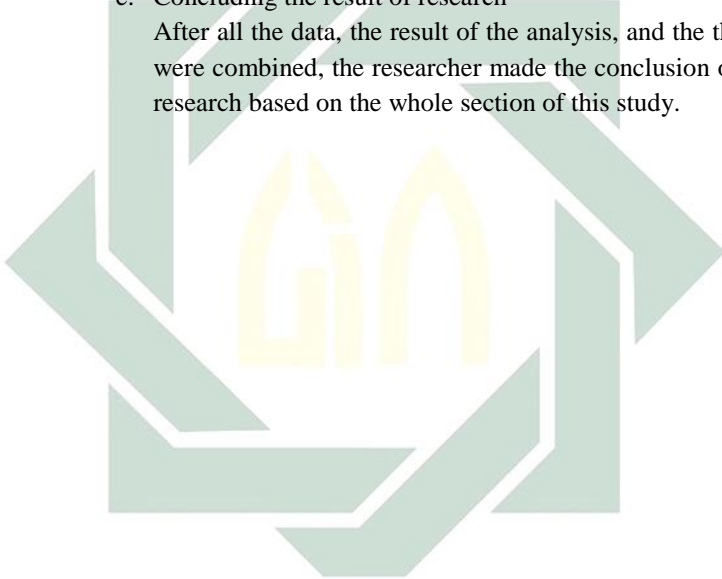 Concluding the result of research
After all the data, the result of the analysis, and the
were combined, the researcher made the conclusion
research based on the whole section of this study.